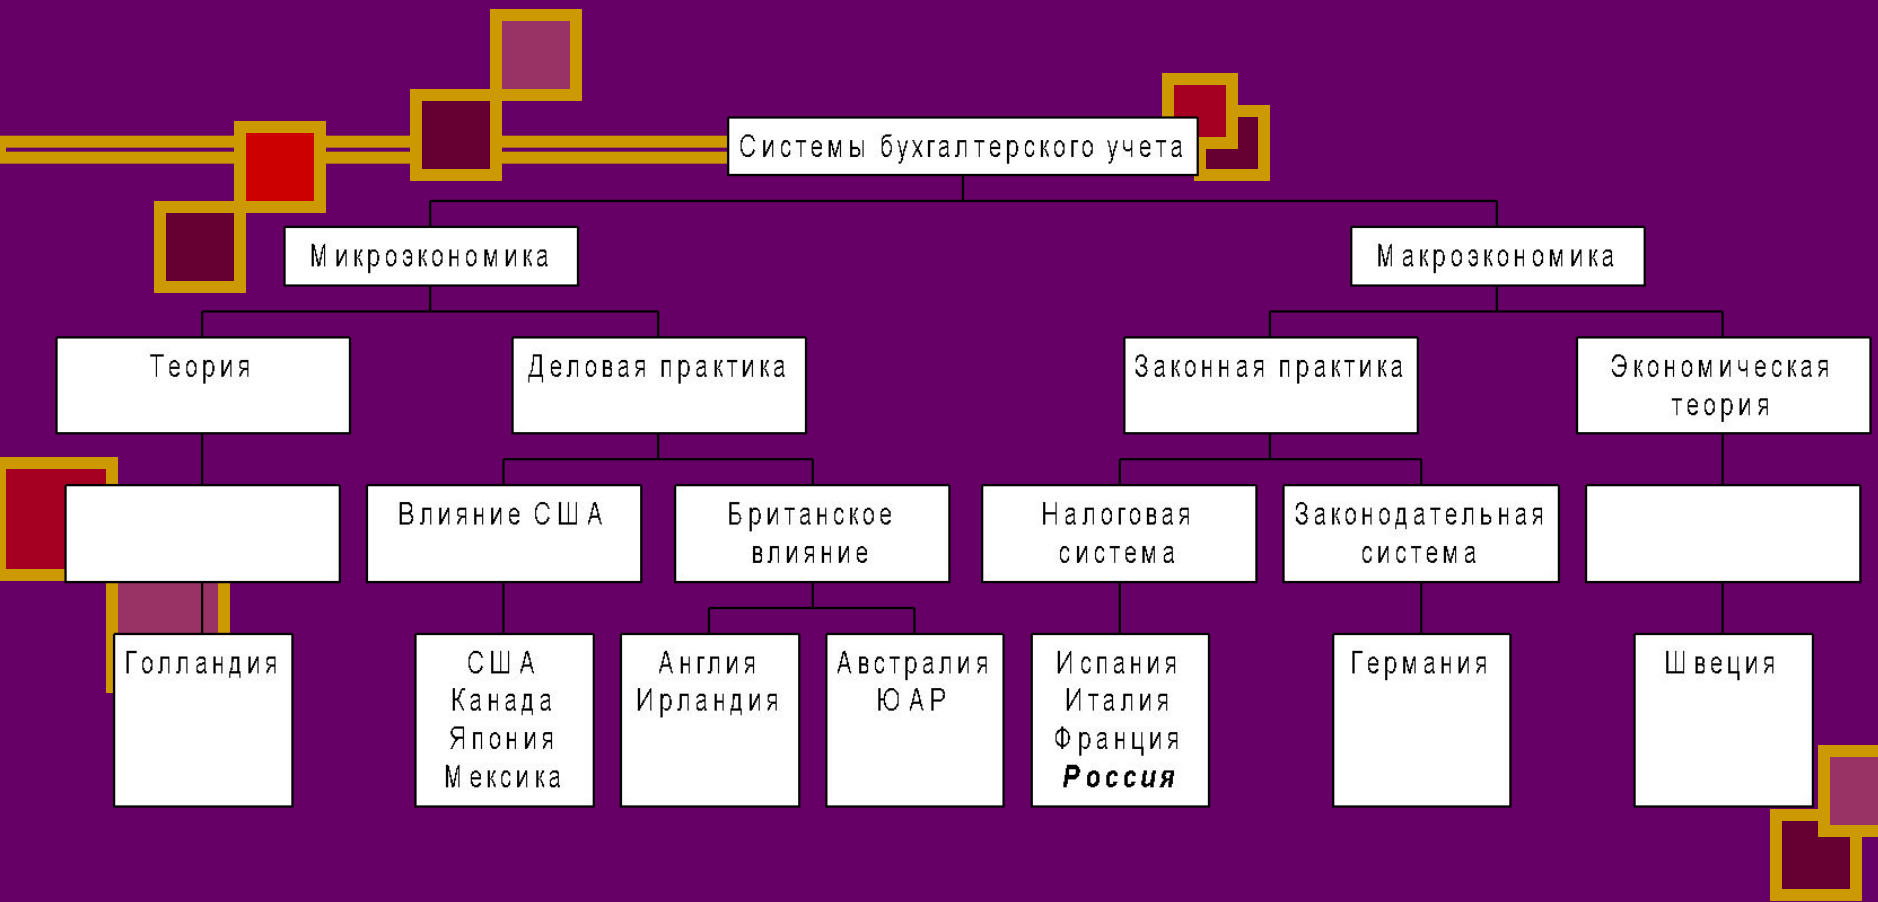 Системы бухгалтерского учета
Микроэкономика
Макроэкономика
Теория
Деловая практика
Законная практика
Экономическая
теория
Влияние США
Британское
влияние
Налоговая
система
Законодательная
система
Голландия
США
Канада
Япония
Мексика
Англия
Ирландия
Австралия
ЮАР
Испания
Италия
Франция
Россия
Германия
Швеция